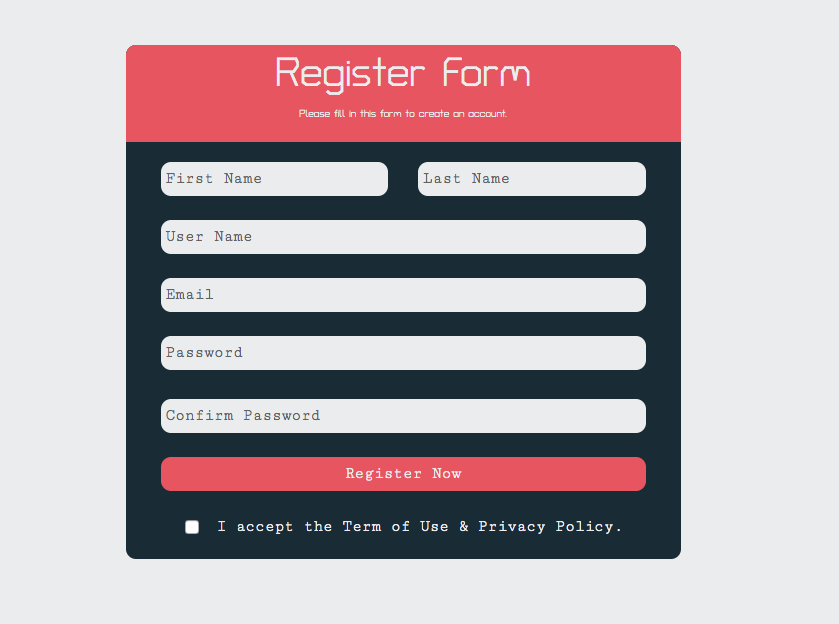 Register Form
Please fill in this form to create an account.
First Name
Last Name
User Name
Email
Password
Confirm Password
Register Now
I accept the Term of Use & Privacy Policy.